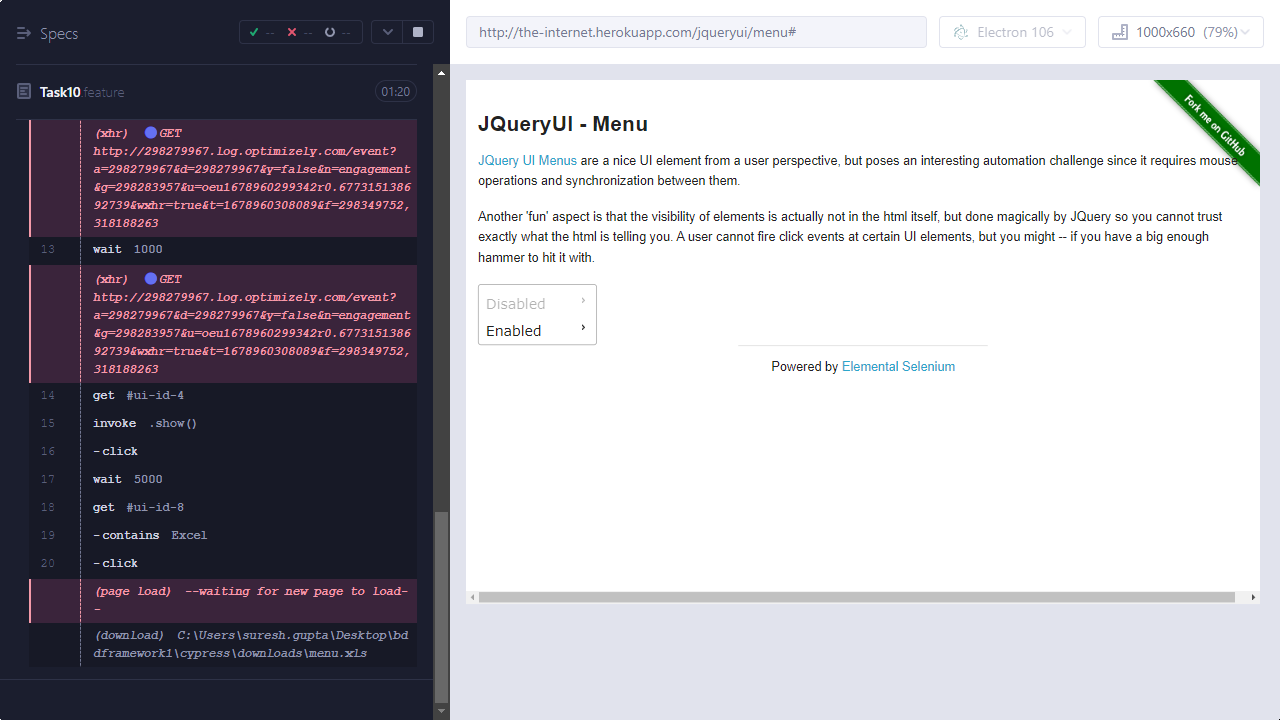 Specs
-- -- --
Task10 feature 01:20
(xhr) GET
http://298279967.log.optimizely.com/event?
a=298279967&d=298279967&y=false&n=engagement
&g=298283957&u=oeu1678960299342r0.6773151386
92739&wxhr=true&t=1678960308089&f=298349752,
318188263
13 wait 1000
(xhr) GET
http://298279967.log.optimizely.com/event?
a=298279967&d=298279967&y=false&n=engagement
&g=298283957&u=oeu1678960299342r0.6773151386
92739&wxhr=true&t=1678960308089&f=298349752,
318188263
14 get #ui-id-4
15 invoke .show()
16 -click
17 wait 5000
18 get #ui-id-8
19 -contains Excel
20 -click
(page load) --waiting for new page to load-
-
(download) C:\Users\suresh.gupta\Desktop\bd
dframework1\cypress\downloads\menu.xls
http://the-internet.herokuapp.com/jqueryui/menu#
Electron 106
1000x660 (79%)
Fork me on GitHub
JQueryUI - Menu
JQuery UI Menus are a nice UI element from a user perspective, but poses an interesting automation challenge since it requires mouse
operations and synchronization between them.
Another 'fun' aspect is that the visibility of elements is actually not in the html itself, but done magically by JQuery so you cannot trust
exactly what the html is telling you. A user cannot fire click events at certain UI elements, but you might -- if you have a big enough
hammer to hit it with.
Disabled
Enabled
Powered by Elemental Selenium